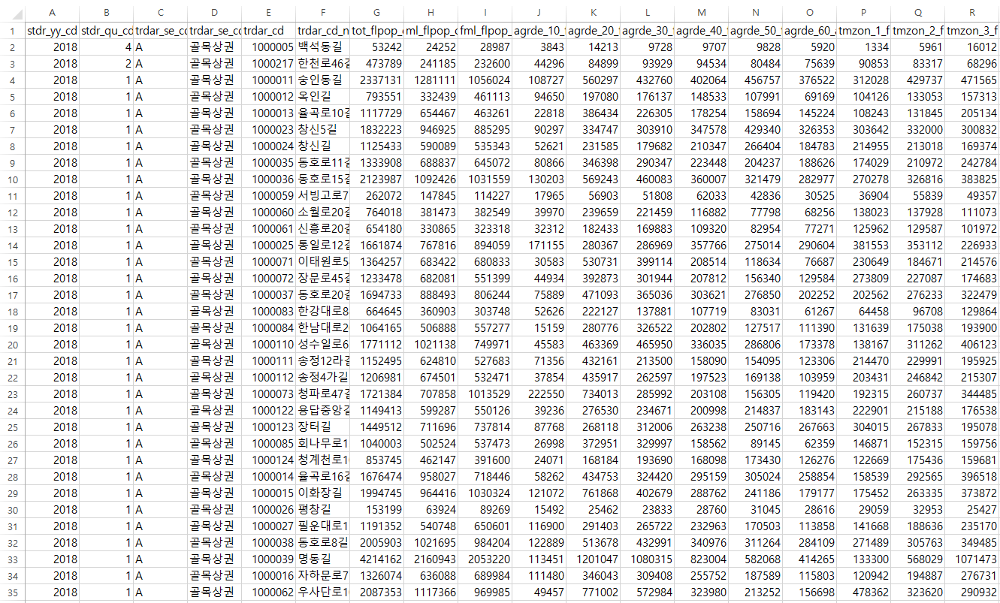 A B C D E F G H I J K L M N O P Q R
1 stdr_yy_cd stdr_qu_cd trdar_se_co trdar_se_co trdar_cd trdar_cd_n tot_flpop_ ml_flpop_c fml_flpop_ agrde_10_ agrde_20_ agrde_30_ agrde_40_ agrde_50_ agrde_60_ tmzon_1_f tmzon_2_f tmzon_3_f
2 2018 4 A 골목상권 1000005 백석동길 53242 24252 28987 3843 14213 9728 9707 9828 5920 1334 5961 16012
3 2018 2 A 골목상권 1000217 한천로46길 473789 241185 232600 44296 84899 93929 94534 80484 75639 90853 83317 68296
4 2018 1 A 골목상권 1000011 숭인동길 2337131 1281111 1056024 108727 560297 432760 402064 456757 376522 312028 429737 471565
5 2018 1 A 골목상권 1000012 옥인길 793551 332439 461113 94650 197080 176137 148533 107991 69169 104126 133053 157313
6 2018 1 A 골목상권 1000013 율곡로10길 1117729 654467 463261 22818 386434 226305 178254 158694 145224 108243 131845 205134
7 2018 1 A 골목상권 1000023 창신5길 1832223 946925 885295 90297 334747 303910 347578 429340 326353 303642 332000 300832
8 2018 1 A 골목상권 1000024 창신길 1125433 590089 535343 52621 231585 179682 210347 266404 184783 214955 213018 169374
9 2018 1 A 골목상권 1000035 동호로11길 1333908 688837 645072 80866 346398 290347 223448 204237 188626 174029 210972 242784
10 2018 1 A 골목상권 1000036 동호로15길 2123987 1092426 1031559 130203 569243 460083 360007 321479 282977 270278 326816 383825
11 2018 1 A 골목상권 1000059 서빙고로7 262072 147845 114227 17965 56903 51808 62033 42836 30525 36904 55839 49357
12 2018 1 A 골목상권 1000060 소월로20길 764018 381473 382549 39970 239659 221459 116882 77798 68256 138023 137928 111073
13 2018 1 A 골목상권 1000061 신흥로20길 654180 330865 323318 32312 182433 169883 109320 82954 77271 125962 129587 101972
14 2018 1 A 골목상권 1000025 통일로12길 1661874 767816 894059 171155 280367 286969 357766 275014 290604 381553 353112 226933
15 2018 1 A 골목상권 1000071 이태원로54 1364257 683422 680833 30583 530731 399114 208514 118634 76687 230649 184671 214576
16 2018 1 A 골목상권 1000072 장문로45길 1233478 682081 551399 44934 392873 301944 207812 156340 129584 273809 227087 174683
17 2018 1 A 골목상권 1000037 동호로20길 1694733 888493 806244 75889 471093 365036 303621 276850 202252 202562 276233 322479
18 2018 1 A 골목상권 1000083 한강대로8 664645 360903 303748 52626 222127 137881 107719 83031 61267 64458 96708 129864
19 2018 1 A 골목상권 1000084 한남대로2 1064165 506888 557277 15159 280776 326522 202802 127517 111390 131639 175038 193900
20 2018 1 A 골목상권 1000110 성수일로6 1771112 1021138 749971 45583 463369 465950 336035 286806 173378 138167 311262 406123
21 2018 1 A 골목상권 1000111 송정12라길 1152495 624810 527683 71356 432161 213500 158090 154095 123306 214470 229991 195925
22 2018 1 A 골목상권 1000112 송정4가길 1206981 674501 532471 37854 435917 262597 197523 169138 103959 203431 246842 215307
23 2018 1 A 골목상권 1000073 청파로47길 1721384 707858 1013529 222550 734013 285992 203108 156305 119420 192315 260737 344485
24 2018 1 A 골목상권 1000122 용답중앙길 1149413 599287 550126 39236 276530 234671 200998 214837 183143 222901 215188 176538
25 2018 1 A 골목상권 1000123 장터길 1449512 711696 737814 87768 268118 312006 263238 250716 267663 304015 267833 195078
26 2018 1 A 골목상권 1000085 회나무로1 1040003 502524 537473 26998 372951 329997 158562 89145 62359 146871 152315 159756
27 2018 1 A 골목상권 1000124 청계천로1 853745 462147 391600 24071 168184 193690 168098 173430 126276 122669 175436 159681
28 2018 1 A 골목상권 1000014 율곡로16길 1676474 958027 718446 58262 434753 324420 295159 305024 258854 158539 292565 396518
29 2018 1 A 골목상권 1000015 이화장길 1994745 964416 1030324 121072 761868 402679 288762 241186 179177 175452 263335 373872
30 2018 1 A 골목상권 1000026 평창길 153199 63924 89269 15492 25462 23833 28760 31045 28616 29059 32953 25427
31 2018 1 A 골목상권 1000027 필운대로1 1191352 540748 650601 116900 291403 265722 232963 170503 113858 141668 188636 235170
32 2018 1 A 골목상권 1000038 동호로8길 2005903 1021695 984204 122889 513678 432991 340976 311264 284109 271489 305763 349485
33 2018 1 A 골목상권 1000039 명동길 4214162 2160943 2053220 113451 1201047 1080315 823004 582068 414265 133300 568029 1071473
34 2018 1 A 골목상권 1000016 자하문로7 1326074 636088 689984 111480 346043 309408 255752 187589 115803 120942 194887 276731
35 2018 1 A 골목상권 1000062 우사단로1 2087353 1117366 969985 49457 771002 572984 323980 213252 156698 478362 323620 290932